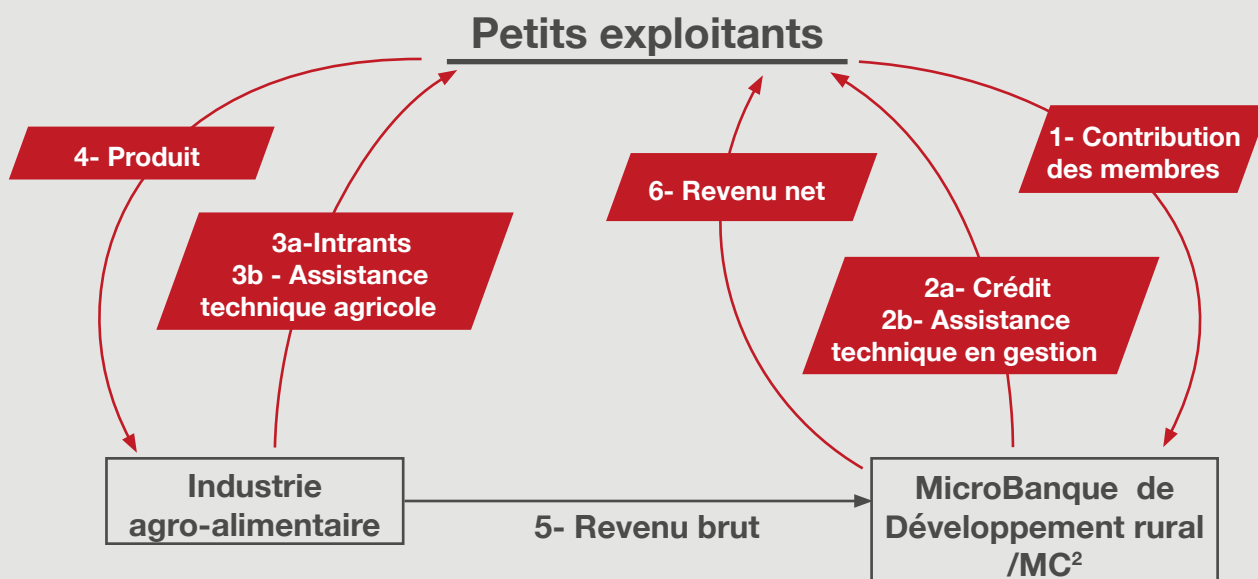 Petits exploitants
4- Produit
3a-Intrants
3b - Assistance
technique agricole
6- Revenu net
1- Contribution
des membres
2a- Crédit
2b- Assistance
technique en gestion
Industrie
agro-alimentaire
5- Revenu brut
MicroBanque de
Développement rural
/MC²